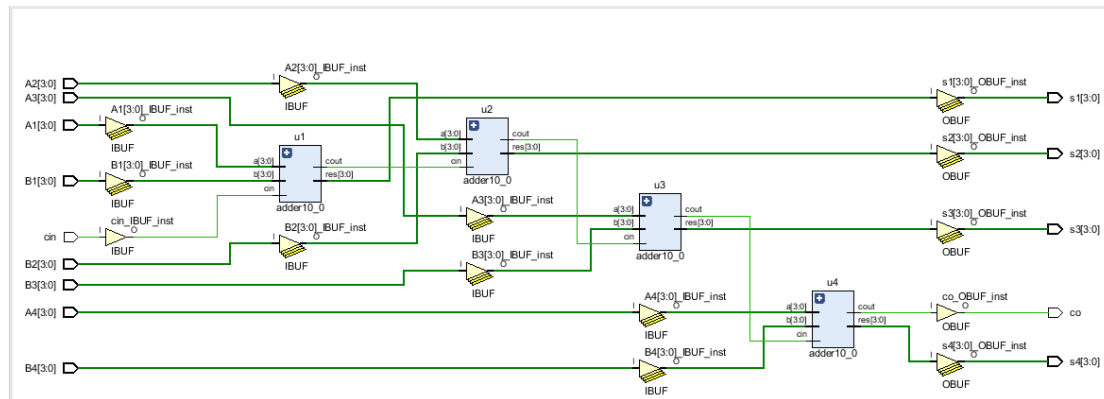 A2[3:0]
A3[3:0]
A1[3:0]
B1[3:0]
cin
B2[3:0]
B3[3:0]
A4[3:0]
B4[3:0]
A1[3:0]_IBUF_inst
I
O
IBUF
B1[3:0]_IBUF_inst
I
O
IBUF
cin_IBUF_inst
I
O
IBUF
A2[3:0]_IBUF_inst
I
O
IBUF
u1
a[3:0]
b[3:0]
cin
cout
res[3:0]
adder10_0
B2[3:0]_IBUF_inst
I
O
IBUF
u2
a[3:0]
b[3:0]
cin
cout
res[3:0]
adder10_0
A3[3:0]_IBUF_inst
I
O
IBUF
B3[3:0]_IBUF_inst
I
O
IBUF
u3
a[3:0]
b[3:0]
cin
cout
res[3:0]
adder10_0
A4[3:0]_IBUF_inst
I
O
IBUF
B4[3:0]_IBUF_inst
I
O
IBUF
u4
a[3:0]
b[3:0]
cin
cout
res[3:0]
adder10_0
s1[3:0]_OBUF_inst
I
O
OBUF
s2[3:0]_OBUF_inst
I
O
OBUF
s3[3:0]_OBUF_inst
I
O
OBUF
co_OBUF_inst
I
O
OBUF
s4[3:0]_OBUF_inst
I
O
OBUF
s1[3:0]
s2[3:0]
s3[3:0]
co
s4[3:0]